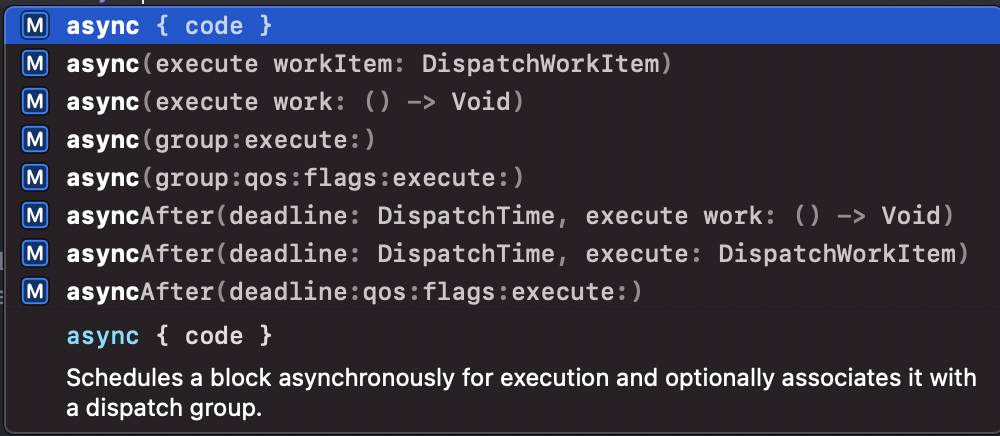 M async { code }
M async(execute workItem: DispatchWorkItem)
M async(execute work: () -> Void)
M async(group:execute:)
M async(group:qos:flags:execute:)
M asyncAfter(deadline: DispatchTime, execute work: () -> Void)
M asyncAfter(deadline: DispatchTime, execute: DispatchWorkItem)
M asyncAfter(deadline:qos:flags:execute:)
async { code }
Schedules a block asynchronously for execution and optionally associates it with
a dispatch group.